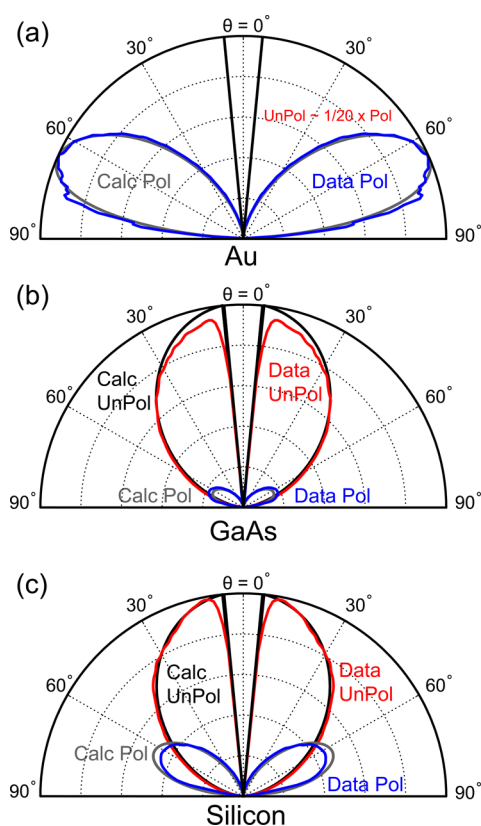 (a)
θ = 0°
30° 30°
UnPol ~ 1/20 x Pol
60° 60°
Calc Pol Data Pol
90° 90°
Au
(b)
θ = 0°
30° 30°
Calc Data
UnPol UnPol
60° 60°
Calc Pol Data Pol
90° 90°
GaAs
(c)
θ = 0°
30° 30°
Calc Data
UnPol UnPol
60° 60°
Calc Pol Data Pol
90° 90°
Silicon